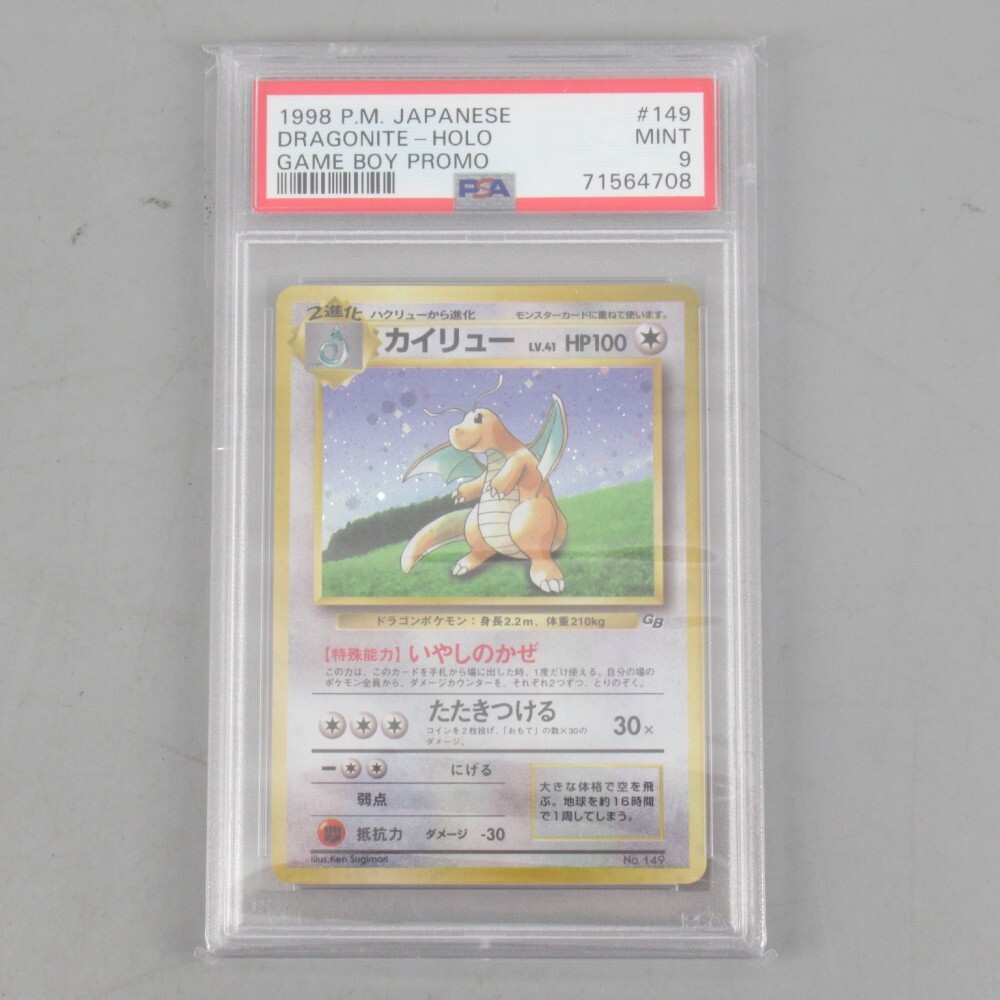 1998 P.M. JAPANESE #149
DRAGONITE – HOLO MINT
GAME BOY PROMO 9
PSA 71564708
2進化 ハクリューから進化 モンスターカードに重ねて使います。
カイリュー LV.41 HP100
ドラゴンポケモン：身長2.2m、体重210kg GB
【特殊能力】いやしのかぜ
この力は、このカードを手札から場に出した時、1度だけ使える。自分の場の
ポケモン全員から、ダメージカウンターを、それぞれ2つずつ、とりのぞく。
たたきつける 30×
コインを2枚投げ、「おもて」の数×30の
ダメージ。
にげる
弱点
抵抗力 ダメージ -30
大きな体格で空を飛
ぶ。地球を約16時間
で1周してしまう。
Illus. Ken Sugimori No. 149